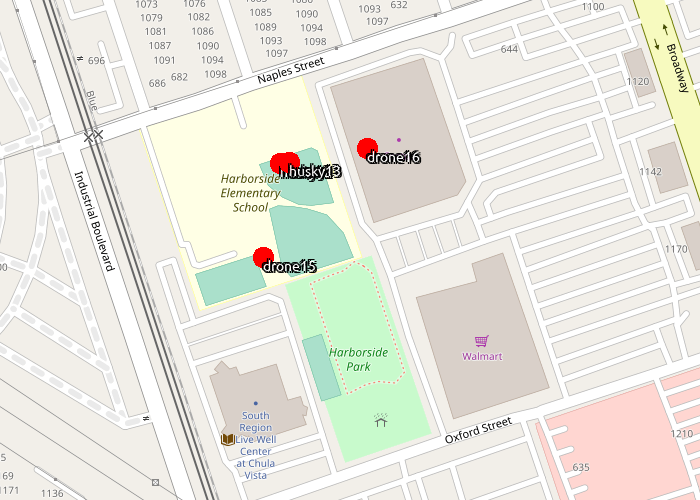 1073
1079
1081
1087
1091
1076
1082
1086
1090
1094
1098
1085
1089
1093
1097
1090
1094
1098
1093
1097
632
1100
644
696
686
682
Naples Street
Broadway
1120
1142
1170
Blue
Industrial Boulevard
drone16
husky13
Harborside
Elementary
School
drone15
Walmart
Harborside
Park
South
Region
Live Well
Center
at Chula
Vista
Oxford Street
1210
635
1136
1171
169